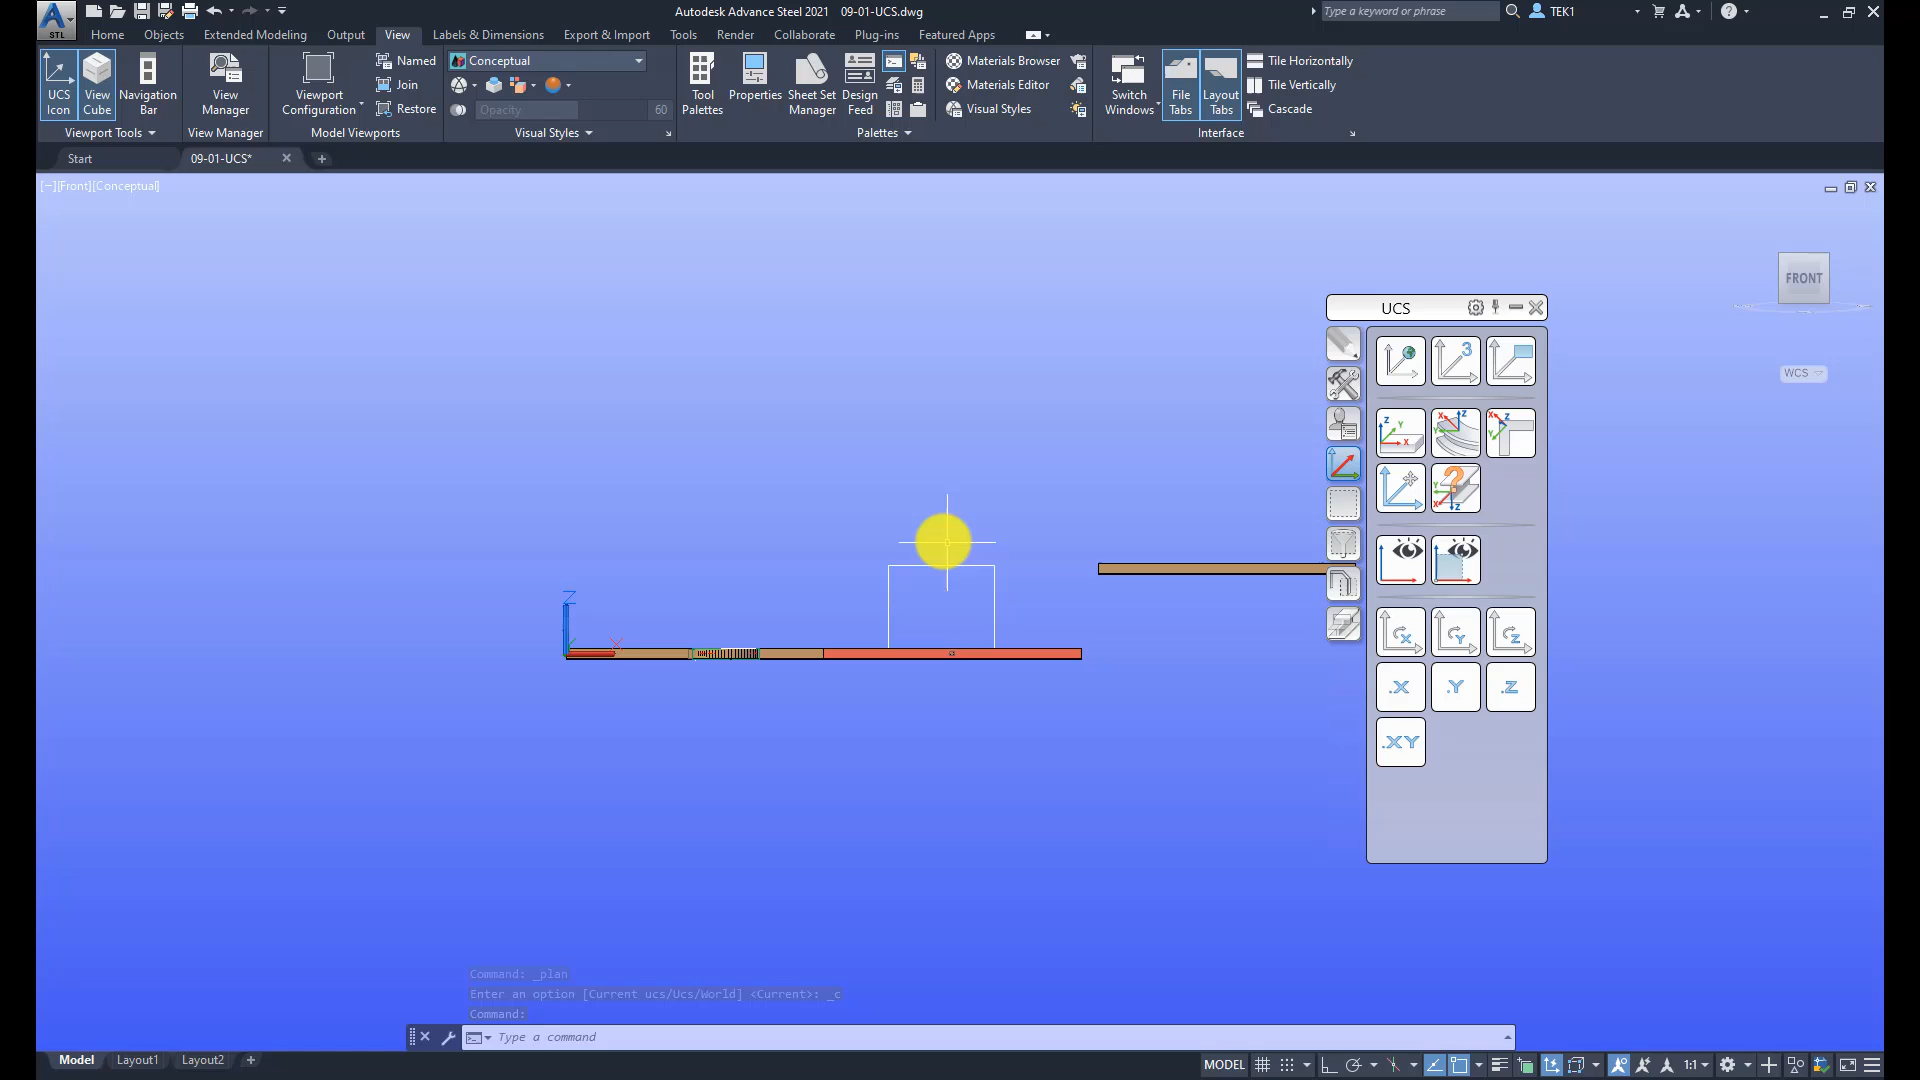 Autodesk Advance Steel 2021 09-01-UCS.dwg
Type a keyword or phrase
TEK1
STL
Home Objects Extended Modeling Output View Labels & Dimensions Export & Import Tools Render Collaborate Plug-ins Featured Apps
UCS Icon
View Cube
Navigation Bar
View Manager
Viewport Configuration
Named
Join
Restore
Conceptual
Opacity 60
Tool Palettes
Properties
Sheet Set Manager
Design Feed
Materials Browser
Materials Editor
Visual Styles
Switch Windows
File Tabs
Layout Tabs
Tile Horizontally
Tile Vertically
Cascade
Viewport Tools View Manager Model Viewports Visual Styles Palettes Interface
Start 09-01-UCS*
[−][Front][Conceptual]
FRONT
WCS
UCS
3
Z Y X
X Z Y
X Z Y
? Y X Z
X Y Z
.X .Y .Z
.XY
Z
X
Command: _plan
Enter an option [Current ucs/Ucs/World] <Current>: _c
Command:
Type a command
Model Layout1 Layout2
MODEL 1:1